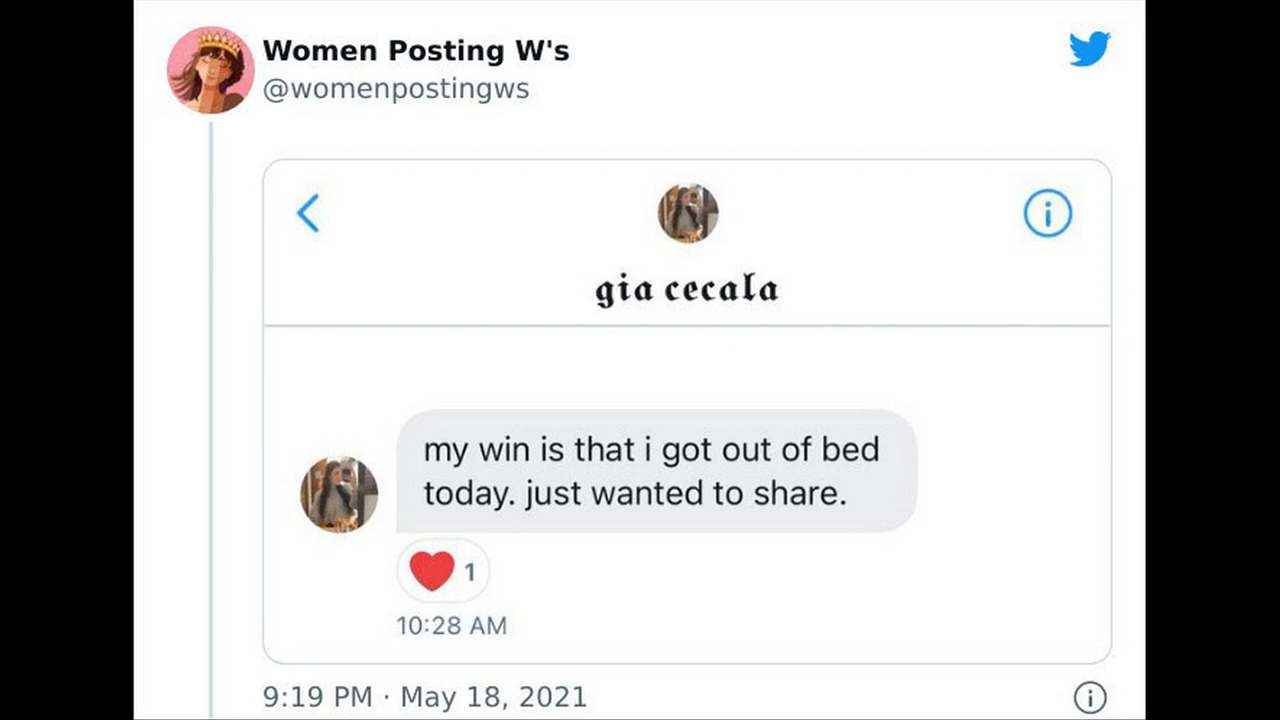 Women Posting W's
@womenpostingws
gia cecala
my win is that i got out of bed
today. just wanted to share.
1
10:28 AM
9:19 PM · May 18, 2021